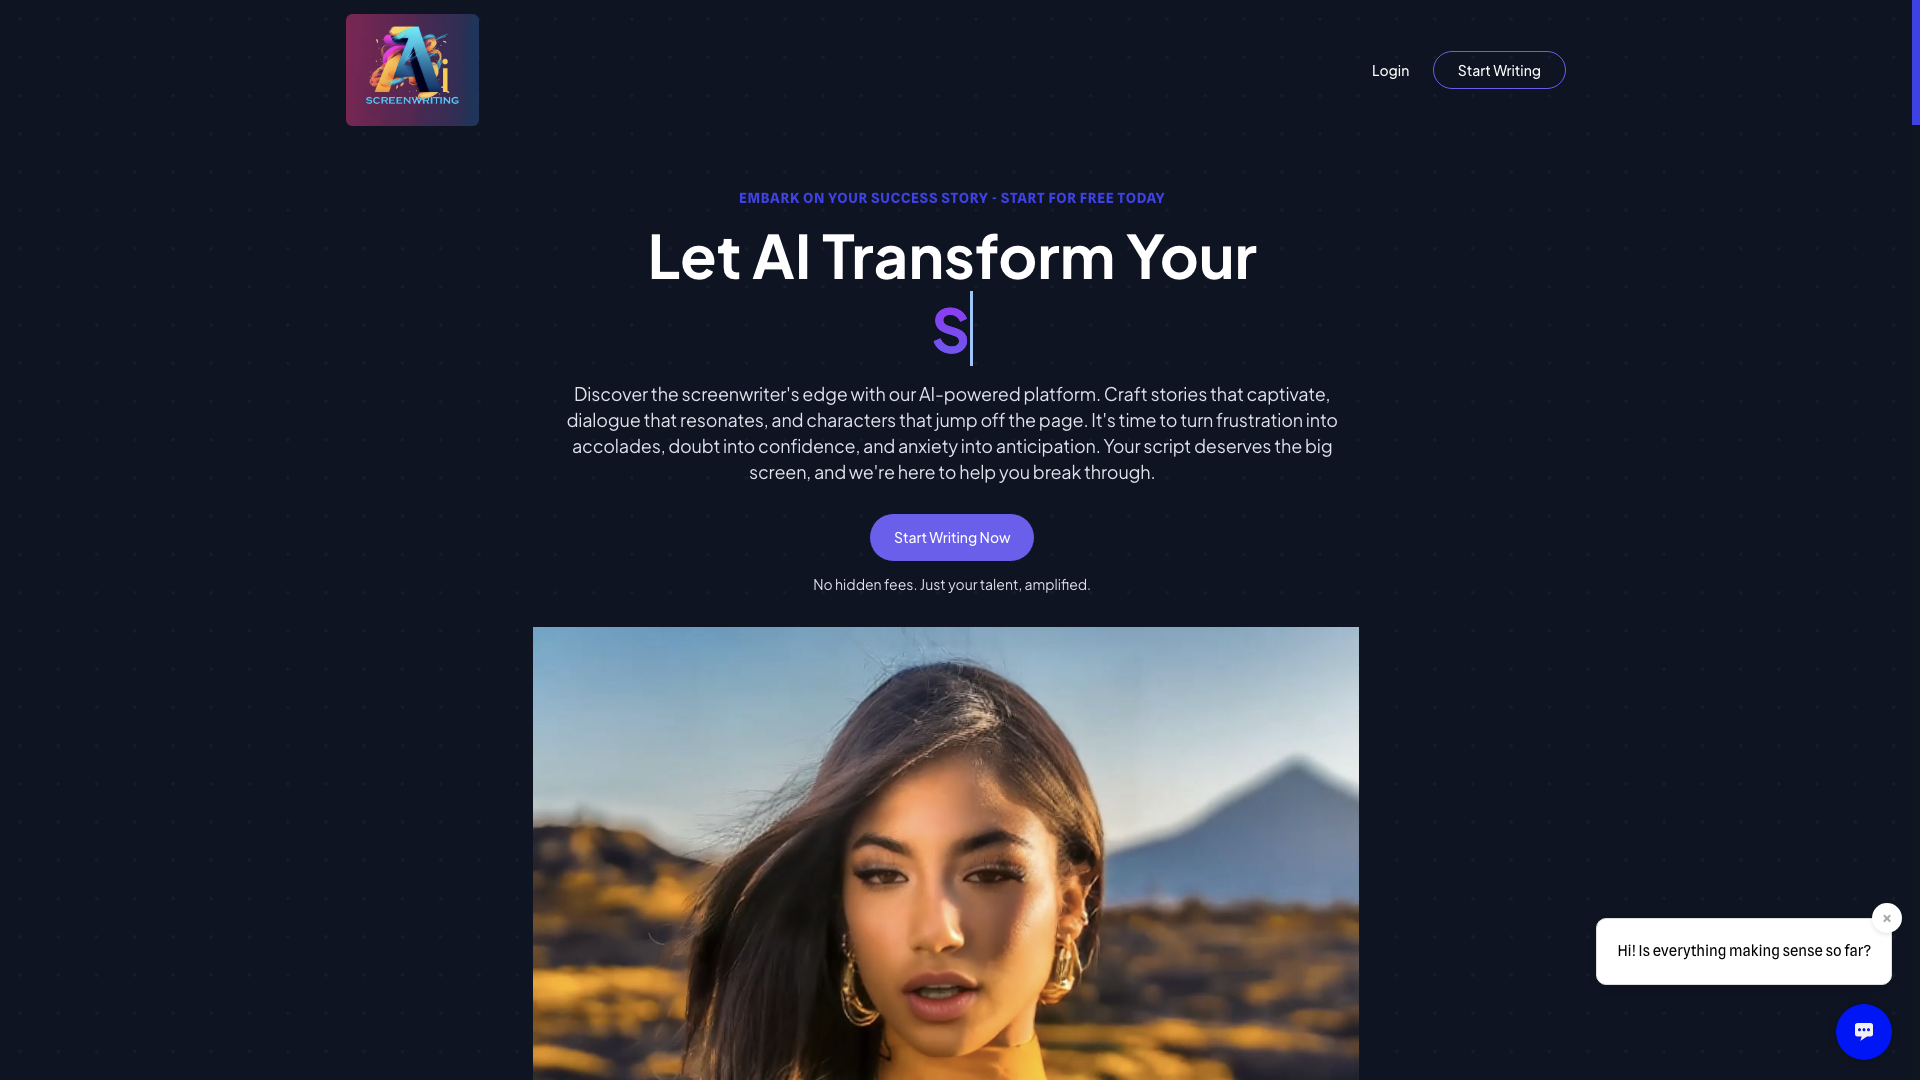 Ai
SCREENWRITING
Login
Start Writing
EMBARK ON YOUR SUCCESS STORY - START FOR FREE TODAY
Let AI Transform Your
S
Discover the screenwriter's edge with our AI-powered platform. Craft stories that captivate,
dialogue that resonates, and characters that jump off the page. It's time to turn frustration into
accolades, doubt into confidence, and anxiety into anticipation. Your script deserves the big
screen, and we're here to help you break through.
Start Writing Now
No hidden fees. Just your talent, amplified.
Hi! Is everything making sense so far?